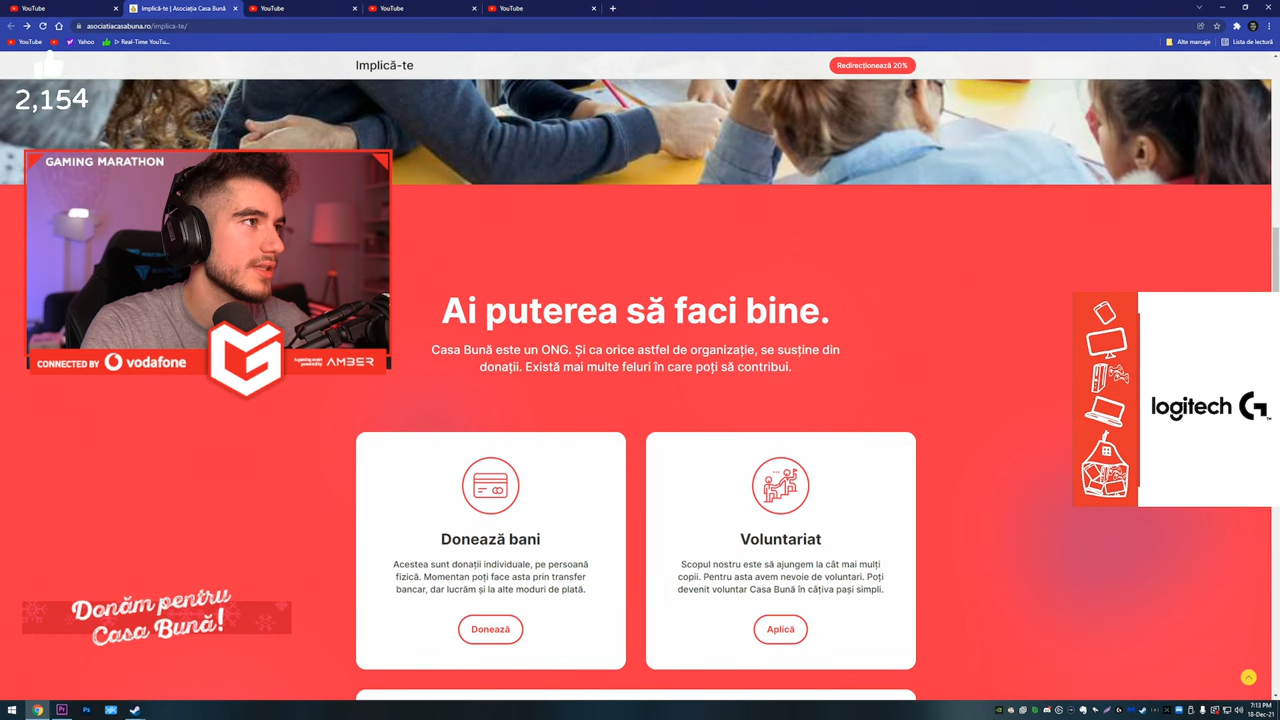 YouTube
Implică-te | Asociația Casa Bună
YouTube
YouTube
YouTube
asociatiacasabuna.ro/implica-te/
YouTube
Yahoo
Real-Time YouTu...
Alte marcaje
Lista de lectură
Implică-te
Redirecționează 20%
2,154
GAMING MARATHON
CONNECTED BY vodafone
A gaming event powered by AMBER
Ai puterea să faci bine.
Casa Bună este un ONG. Și ca orice astfel de organizație, se susține din
donații. Există mai multe feluri în care poți să contribui.
logitech G
Donează bani
Acestea sunt donații individuale, pe persoană
fizică. Momentan poți face asta prin transfer
bancar, dar lucrăm și la alte moduri de plată.
Donează
Voluntariat
Scopul nostru este să ajungem la cât mai mulți
copii. Pentru asta avem nevoie de voluntari. Poți
devenit voluntar Casa Bună în câțiva pași simpli.
Aplică
Donăm pentru
Casa Bună!
7:13 PM
18-Dec-21